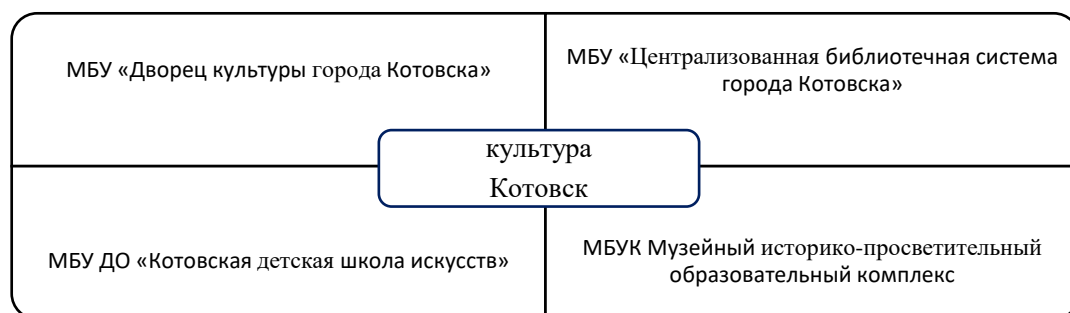 МБУ «Дворец культуры города Котовска»
МБУ «Централизованная библиотечная система
города Котовска»
культура
Котовск
МБУ ДО «Котовская детская школа искусств»
МБУК Музейный историко-просветительный
образовательный комплекс